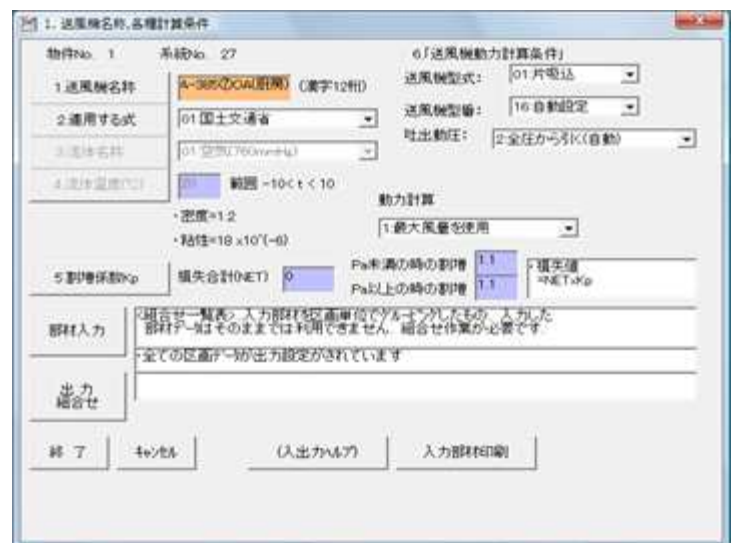 1. 送風機名称,各種計算条件
物件No. 1 系統No. 27
6「送風機動力計算条件」
1.送風機名称 (漢字12桁)
送風機型式: 01.片吸込
2.適用する式 01.国土交通省
送風機型番: 16.自動設定
3.流体名称 01.空気(760mmHg)
吐出動圧: 2:全圧から引く(自動)
4.流体温度(℃) 20 範囲 -10< t < 10
動力計算
・密度=1.2
1.最大風量を使用
・粘性=18 x10^(-6)
5.割増係数Kp 損失合計(NET) 0
Pa未満の時の割増 1.1
Pa以上の時の割増 1.1
・損失値
=NETxKp
部材入力
<組合せ一覧表> 入力部材を区画単位でグルーピングしたもの 入力した
部材データはそのままでは利用できません 組合せ作業が必要です
・全ての区画データが出力設定がされています
出力
組合せ
終 了 キャンセル (入出力ヘルプ) 入力部材印刷